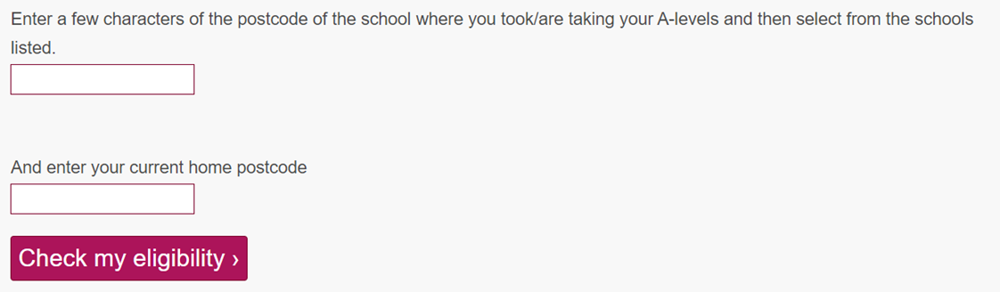 Enter a few characters of the postcode of the school where you took/are taking your A-levels and then select from the schools
listed.
And enter your current home postcode
Check my eligibility ›